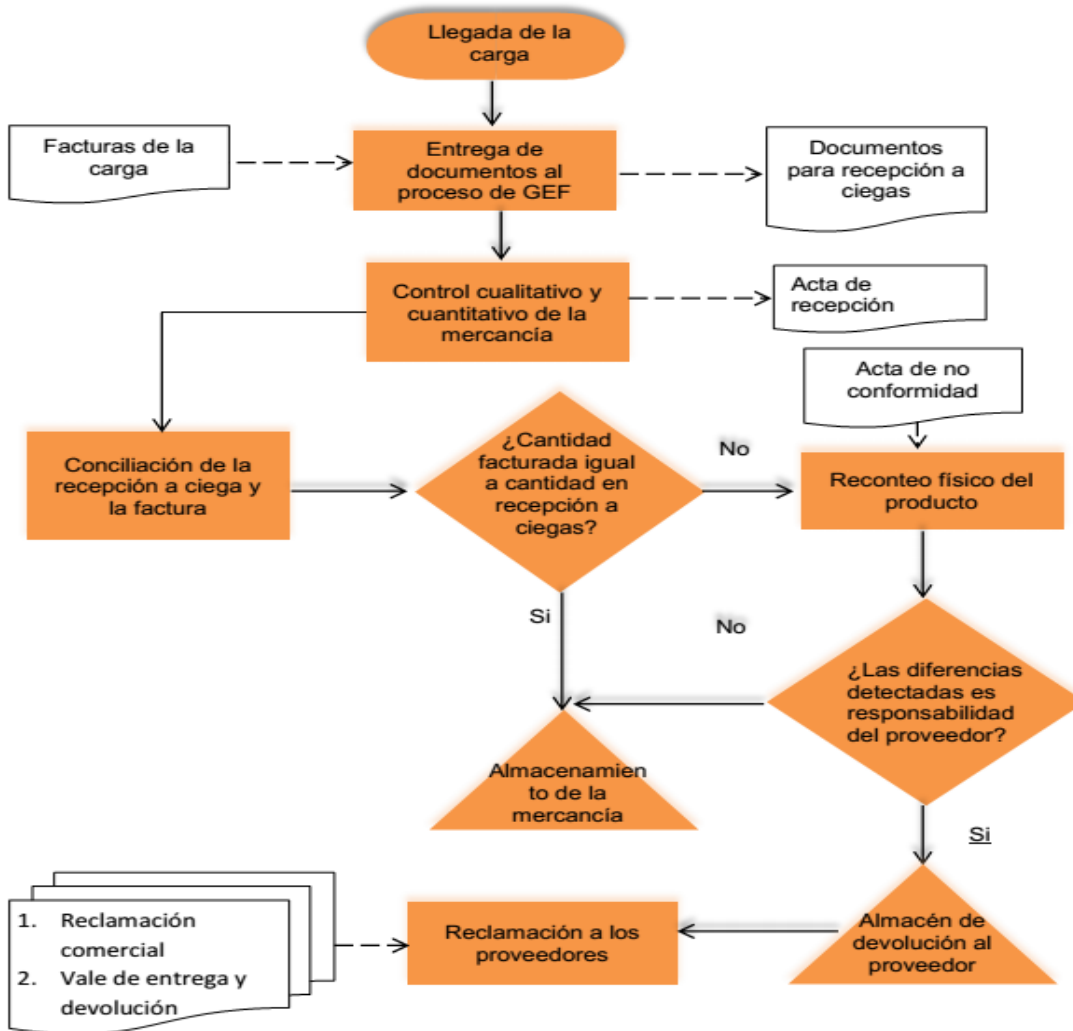 Llegada de la
carga
Facturas de la
carga
Entrega de
documentos al
proceso de GEF
Documentos
para recepción a
ciegas
Control cualitativo y
cuantitativo de la
mercancía
Acta de
recepción
Acta de no
conformidad
Conciliación de la
recepción a ciega y
la factura
¿Cantidad
facturada igual
a cantidad en
recepción a
ciegas?
No
Reconteo físico del
producto
Si
No
¿Las diferencias
detectadas es
responsabilidad
del proveedor?
Almacenamien
to de la
mercancía
Si
Almacén de
devolución al
proveedor
Reclamación a los
proveedores
1. Reclamación
comercial
2. Vale de entrega y
devolución